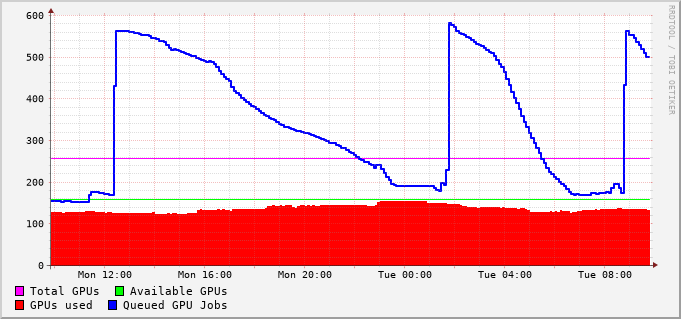 600
500
400
300
200
100
0
Mon 12:00 Mon 16:00 Mon 20:00 Tue 00:00 Tue 04:00 Tue 08:00
Total GPUs Available GPUs
GPUs used Queued GPU Jobs
RRDTOOL / TOBI OETIKER